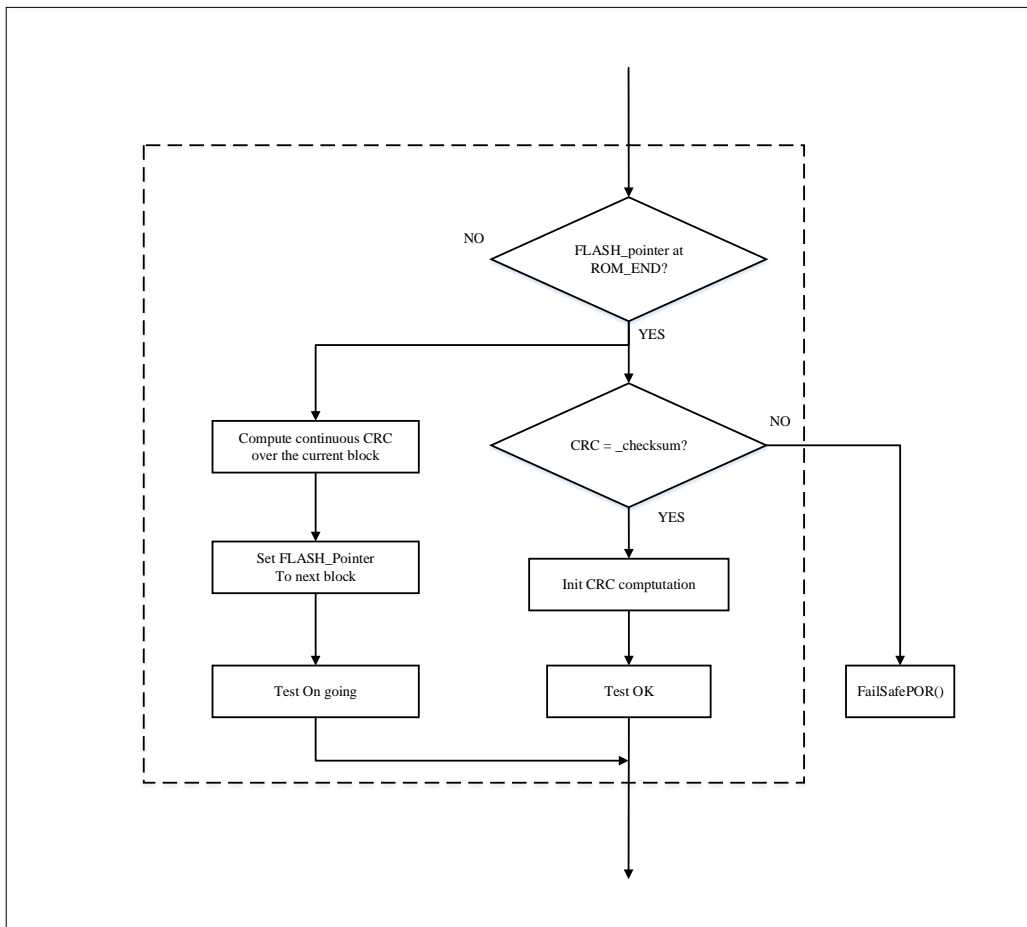 NO
FLASH_pointer at
ROM_END?
YES
Compute continuous CRC
over the current block
CRC = _checksum?
NO
YES
Set FLASH_Pointer
To next block
Init CRC comptutation
Test On going
Test OK
FailSafePOR()